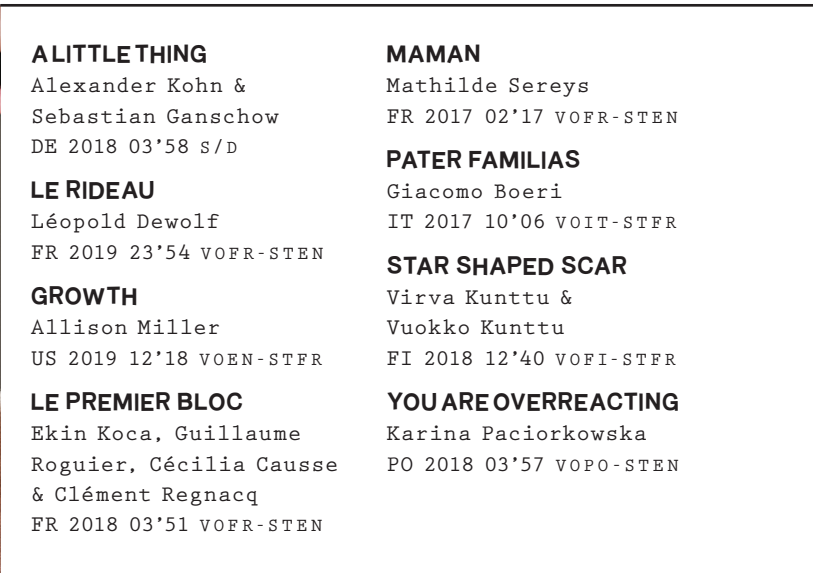 A LITTLE THING
Alexander Kohn &
Sebastian Ganschow
DE 2018 03’58 S/D
LE RIDEAU
Léopold Dewolf
FR 2019 23’54 VOFR-STEN
GROWTH
Allison Miller
US 2019 12’18 VOEN-STFR
LE PREMIER BLOC
Ekin Koca, Guillaume
Roguier, Cécilia Causse
& Clément Regnacq
FR 2018 03’51 VOFR-STEN
MAMAN
Mathilde Sereys
FR 2017 02’17 VOFR-STEN
PATER FAMILIAS
Giacomo Boeri
IT 2017 10’06 VOIT-STFR
STAR SHAPED SCAR
Virva Kunttu &
Vuokko Kunttu
FI 2018 12’40 VOFI-STFR
YOU ARE OVERREACTING
Karina Paciorkowska
PO 2018 03’57 VOPO-STEN